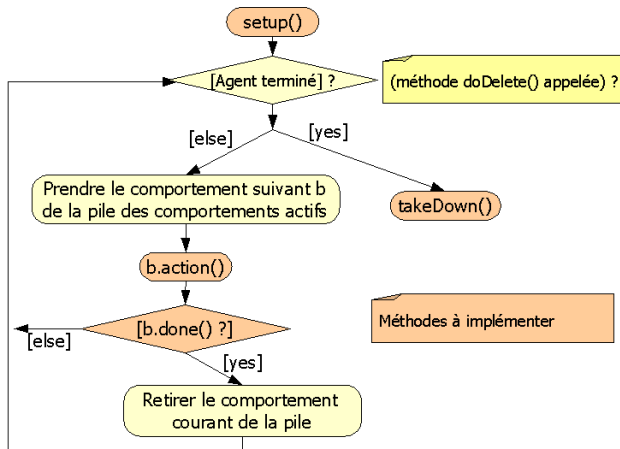 setup()
[Agent terminé] ?
(méthode doDelete() appelée) ?
[else]
[yes]
Prendre le comportement suivant b
de la pile des comportements actifs
takeDown()
b.action()
[b.done() ?]
Méthodes à implémenter
[else]
[yes]
Retirer le comportement
courant de la pile